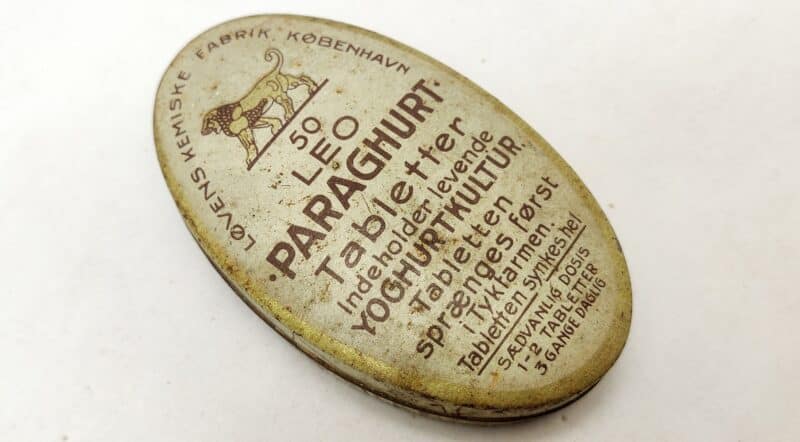 LØVENS KEMISKE FABRIK KØBENHAVN
50
LEO
·PARAGHURT·
Tabletter
Indeholder levende
YOGHURTKULTUR.
Tabletten
sprænges først
i Tyktarmen.
Tabletten Synkes hel
SÆDVANLIG DOSIS
1-2 TABLETTER
3 GANGE DAGLIG